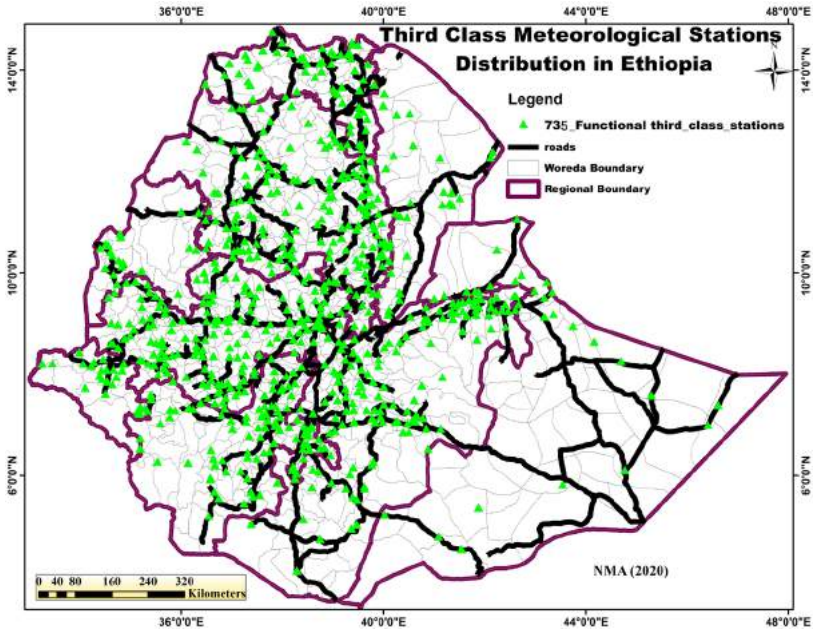 36°0'0"E 40°0'0"E 44°0'0"E 48°0'0"E
Third Class Meteorological Stations
Distribution in Ethiopia
N
Legend
735_Functional third_class_stations
roads
Woreda Boundary
Regional Boundary
14°0'0"N 14°0'0"N
10°0'0"N 10°0'0"N
6°0'0"N 6°0'0"N
NMA (2020)
0 40 80 160 240 320
Kilometers
36°0'0"E 40°0'0"E 44°0'0"E 48°0'0"E